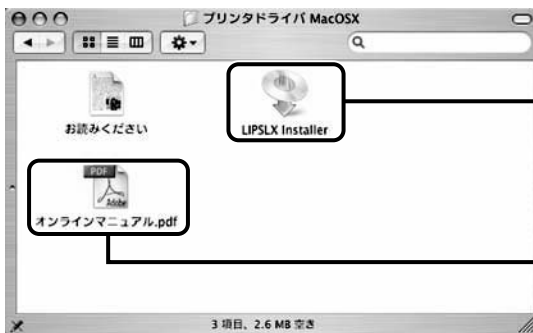 プリンタドライバ MacOSX
お読みください
LIPSLX Installer
PDF
Adobe
オンラインマニュアル.pdf
3 項目、2.6 MB 空き